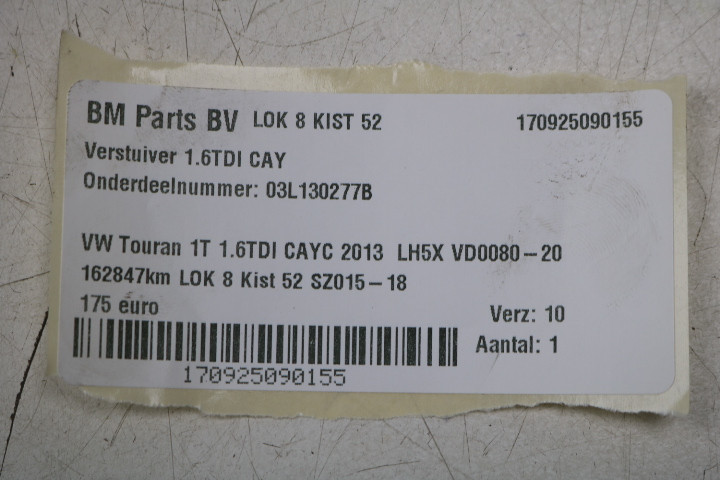 BM Parts BV LOK 8 KIST 52 170925090155
Verstuiver 1.6TDI CAY
Onderdeelnummer: 03L130277B
VW Touran 1T 1.6TDI CAYC 2013 LH5X VD0080-20
162847km LOK 8 Kist 52 SZ015-18
175 euro Verz: 10
Aantal: 1
170925090155